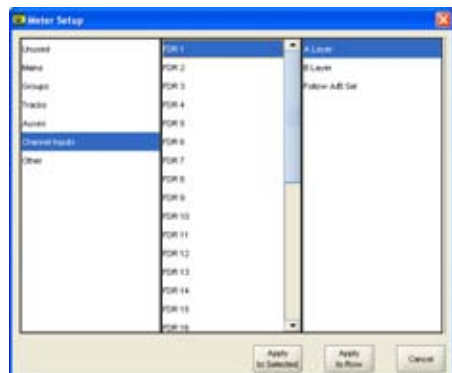 Meter Setup
Unused
Mains
Groups
Tracks
Auxes
Channel Inputs
Other
FDR 1
FDR 2
FDR 3
FDR 4
FDR 5
FDR 6
FDR 7
FDR 8
FDR 9
FDR 10
FDR 11
FDR 12
FDR 13
FDR 14
FDR 15
FDR 16
A Layer
B Layer
Follow A/B Sel
Apply
to Selected
Apply
to Row
Cancel